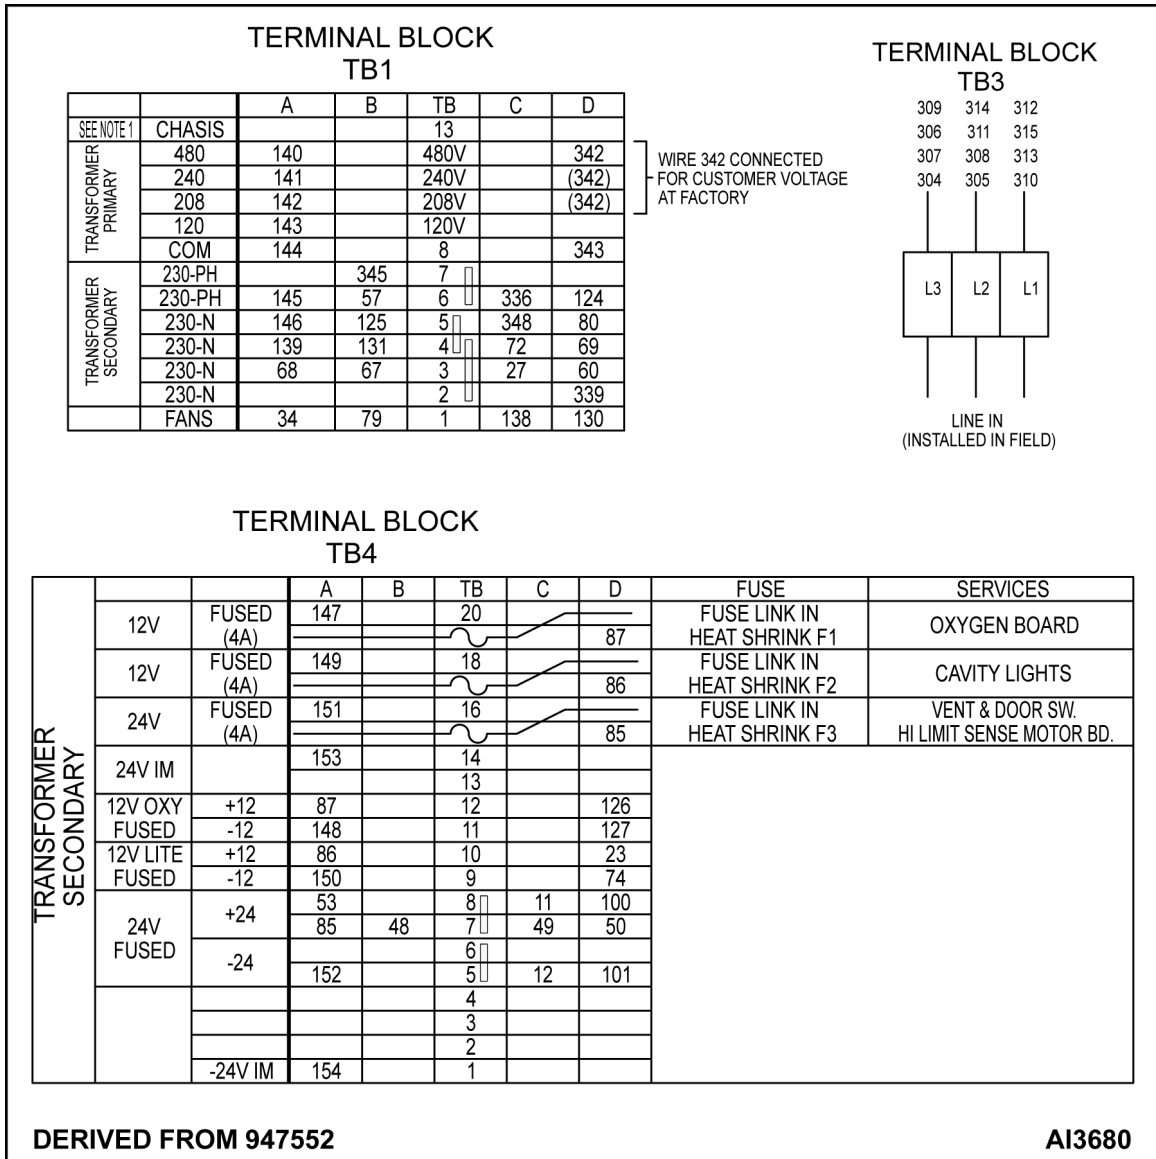 TERMINAL BLOCK
TB1
A B TB C D
SEE NOTE 1 CHASIS 13
TRANSFORMER PRIMARY
480 140 480V 342
240 141 240V (342)
208 142 208V (342)
120 143 120V
COM 144 8 343
WIRE 342 CONNECTED
FOR CUSTOMER VOLTAGE
AT FACTORY
TRANSFORMER SECONDARY
230-PH 345 7
230-PH 145 57 6 336 124
230-N 146 125 5 348 80
230-N 139 131 4 72 69
230-N 68 67 3 27 60
230-N 2 339
FANS 34 79 1 138 130
TERMINAL BLOCK
TB3
309 314 312
306 311 315
307 308 313
304 305 310
L3 L2 L1
LINE IN
(INSTALLED IN FIELD)
TERMINAL BLOCK
TB4
A B TB C D FUSE SERVICES
TRANSFORMER
SECONDARY
12V FUSED 147 20 FUSE LINK IN OXYGEN BOARD
(4A) 87 HEAT SHRINK F1
12V FUSED 149 18 FUSE LINK IN CAVITY LIGHTS
(4A) 86 HEAT SHRINK F2
24V FUSED 151 16 FUSE LINK IN VENT & DOOR SW.
(4A) 85 HEAT SHRINK F3 HI LIMIT SENSE MOTOR BD.
24V IM 153 14
13
12V OXY +12 87 12 126
FUSED -12 148 11 127
12V LITE +12 86 10 23
FUSED -12 150 9 74
24V FUSED
+24 53 8 11 100
85 48 7 49 50
-24 6
152 5 12 101
4
3
2
-24V IM 154 1
DERIVED FROM 947552 AI3680